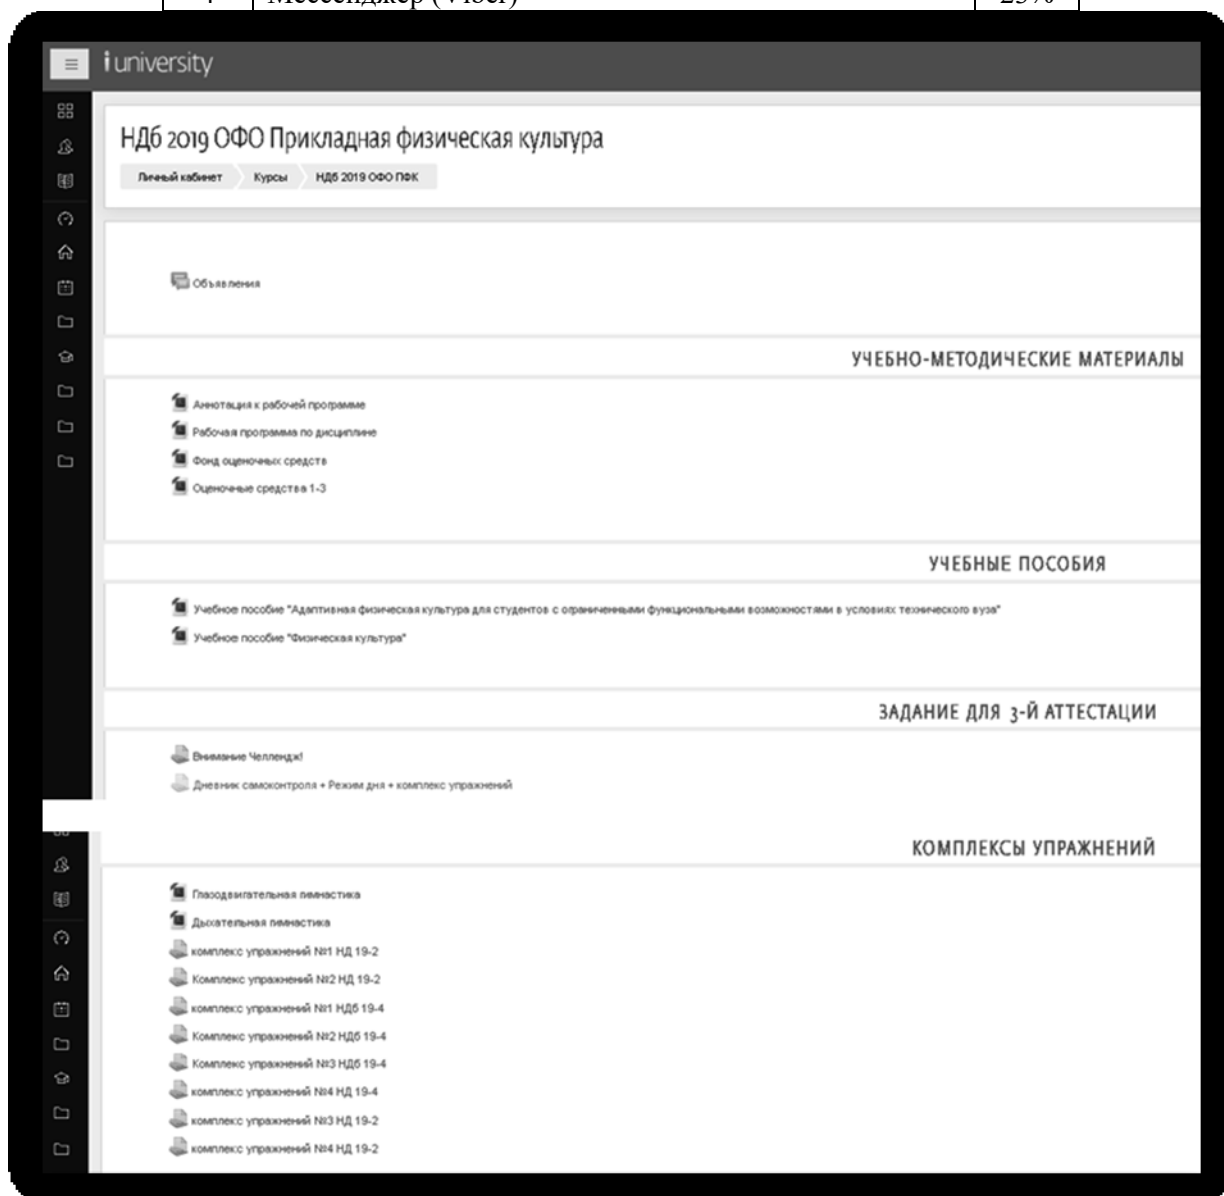 4 Мессенджер (Viber) 25%
i university
НДб 2019 ОФО Прикладная физическая культура
Личный кабинет Курсы НДб 2019 ОФО ПФК
Объявления
УЧЕБНО-МЕТОДИЧЕСКИЕ МАТЕРИАЛЫ
Аннотация к рабочей программе
Рабочая программа по дисциплине
Фонд оценочных средств
Оценочные средства 1-3
УЧЕБНЫЕ ПОСОБИЯ
Учебное пособие "Адаптивная физическая культура для студентов с ограниченными функциональными возможностями в условиях технического вуза"
Учебное пособие "Физическая культура"
ЗАДАНИЕ ДЛЯ 3-Й АТТЕСТАЦИИ
Внимание Челлендж!
Дневник самоконтроля + Режим дня + комплекс упражнений
КОМПЛЕКСЫ УПРАЖНЕНИЙ
Глазодвигательная гимнастика
Дыхательная гимнастика
комплекс упражнений №1 НД 19-2
Комплекс упражнений №2 НД 19-2
комплекс упражнений №1 НДб 19-4
Комплекс упражнений №2 НДб 19-4
Комплекс упражнений №3 НДб 19-4
комплекс упражнений №4 НД 19-4
комплекс упражнений №3 НД 19-2
комплекс упражнений №4 НД 19-2